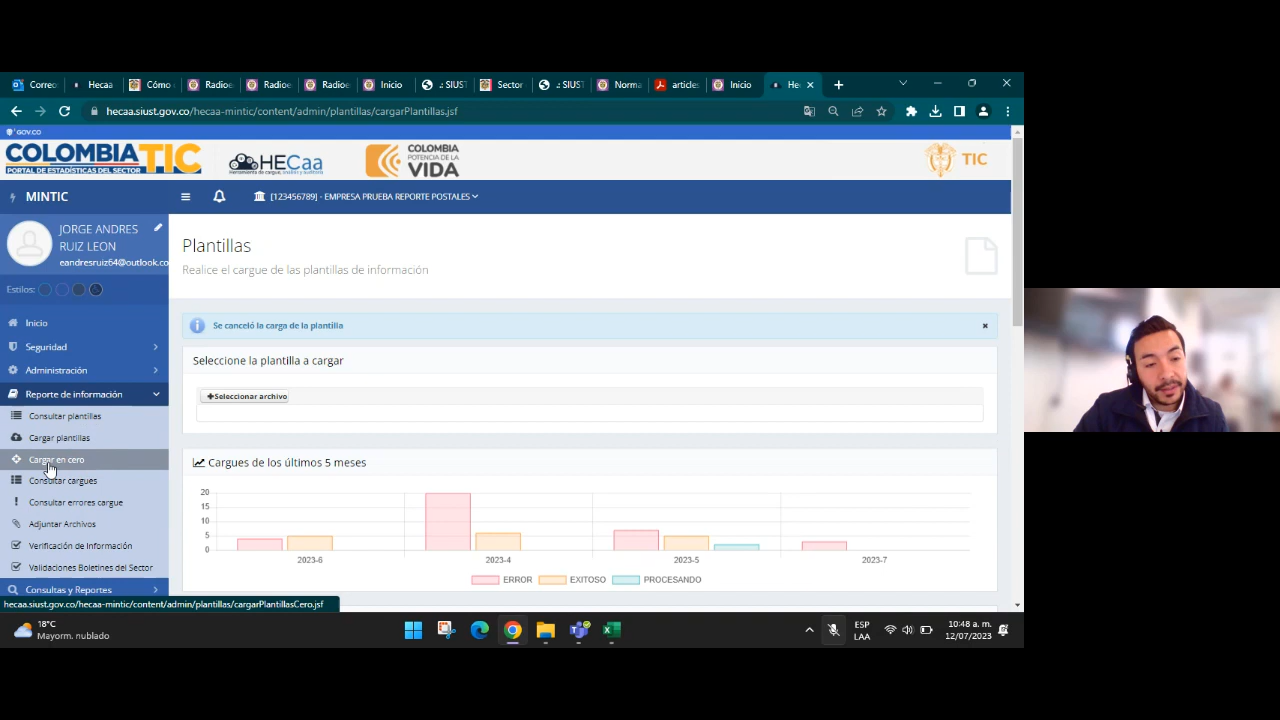 Correo
Hecaa
Cómo
Radioe
Radioe
Radioe
Inicio
.: SIUST
Sector
.: SIUST
Norma
articles
Inicio
Hec
hecaa.siust.gov.co/hecaa-mintic/content/admin/plantillas/cargarPlantillas.jsf
GOV.CO
COLOMBIA TIC
PORTAL DE ESTADÍSTICAS DEL SECTOR
HECaa
COLOMBIA
POTENCIA DE LA
VIDA
TIC
MINTIC
[123456789] - EMPRESA PRUEBA REPORTE POSTALES
JORGE ANDRES
RUIZ LEON
eandresruiz64@outlook.co
Estilos:
Inicio
Seguridad
Administración
Reporte de información
Consultar plantillas
Cargar plantillas
Cargar en cero
Consultar cargues
Consultar errores cargue
Adjuntar Archivos
Verificación de Información
Validaciones Boletines del Sector
Consultas y Reportes
Plantillas
Realice el cargue de las plantillas de información
Se canceló la carga de la plantilla
Seleccione la plantilla a cargar
Seleccionar archivo
Cargues de los últimos 5 meses
20
15
10
5
0
2023-6 2023-4 2023-5 2023-7
ERROR EXITOSO PROCESANDO
hecaa.siust.gov.co/hecaa-mintic/content/admin/plantillas/cargarPlantillasCero.jsf
18°C
Mayorm. nublado
ESP
LAA
10:48 a. m.
12/07/2023